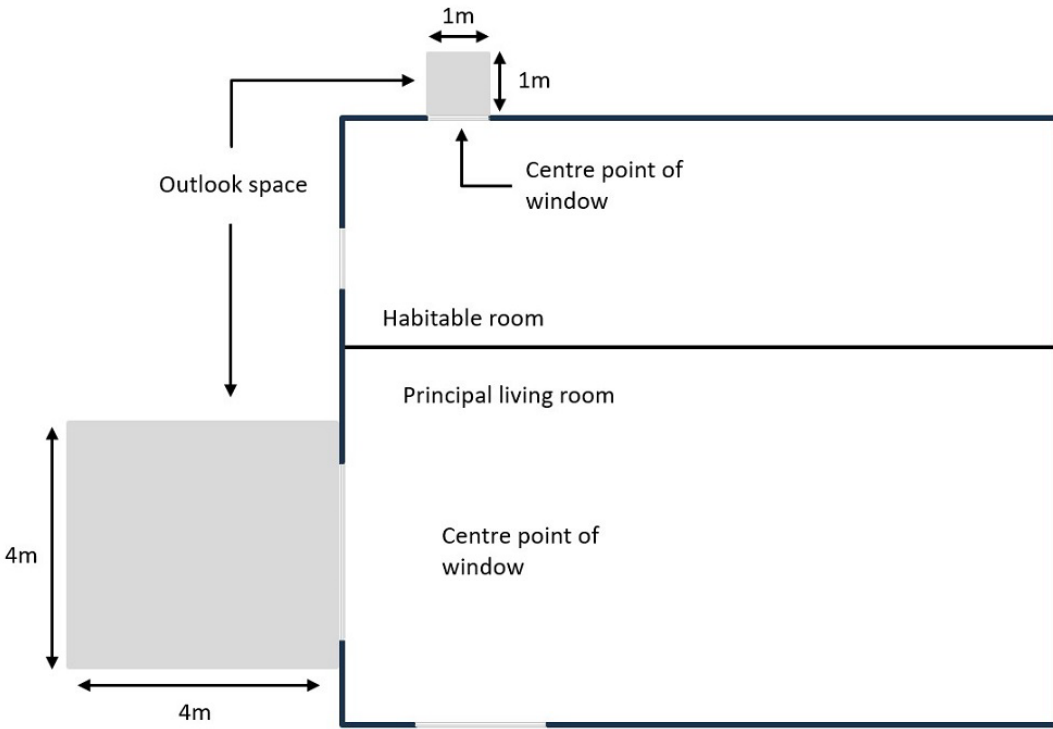 1m
1m
Outlook space
Centre point of
window
Habitable room
Principal living room
Centre point of
window
4m
4m